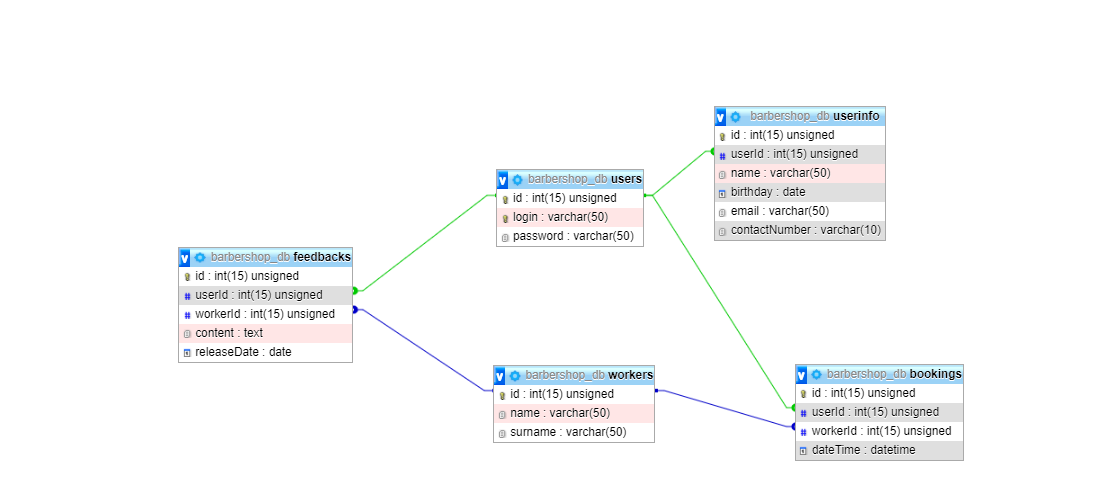 barbershop_db userinfo
id : int(15) unsigned
userId : int(15) unsigned
name : varchar(50)
birthday : date
email : varchar(50)
contactNumber : varchar(10)
barbershop_db users
id : int(15) unsigned
login : varchar(50)
password : varchar(50)
barbershop_db feedbacks
id : int(15) unsigned
userId : int(15) unsigned
workerId : int(15) unsigned
content : text
releaseDate : date
barbershop_db workers
id : int(15) unsigned
name : varchar(50)
surname : varchar(50)
barbershop_db bookings
id : int(15) unsigned
userId : int(15) unsigned
workerId : int(15) unsigned
dateTime : datetime